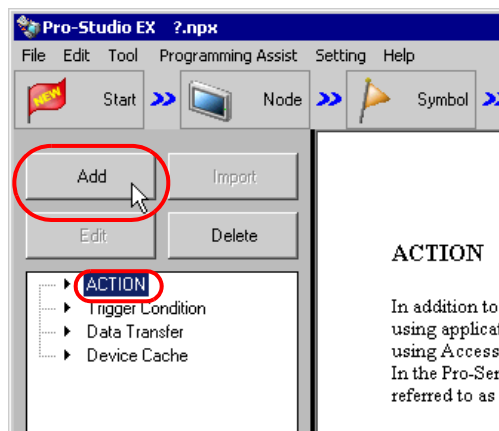 Pro-Studio EX ?.npx
File Edit Tool Programming Assist Setting Help
NEW Start Node Symbol
Add Import
Edit Delete
ACTION
Trigger Condition
Data Transfer
Device Cache
ACTION
In addition to
using applicat
using Access
In the Pro-Ser
referred to as